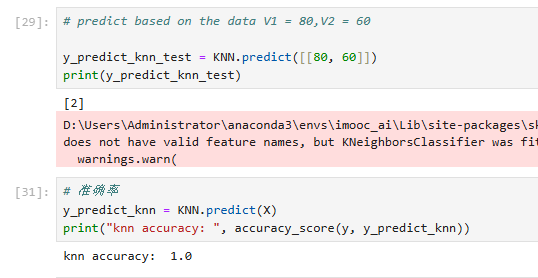 [29]:
# predict based on the data V1 = 80,V2 = 60
y_predict_knn_test = KNN.predict([[80, 60]])
print(y_predict_knn_test)
[2]
D:\Users\Administrator\anaconda3\envs\imooc_ai\Lib\site-packages\sk
does not have valid feature names, but KNeighborsClassifier was fit
warnings.warn(
[31]:
# 准确率
y_predict_knn = KNN.predict(X)
print("knn accuracy: ", accuracy_score(y, y_predict_knn))
knn accuracy:  1.0